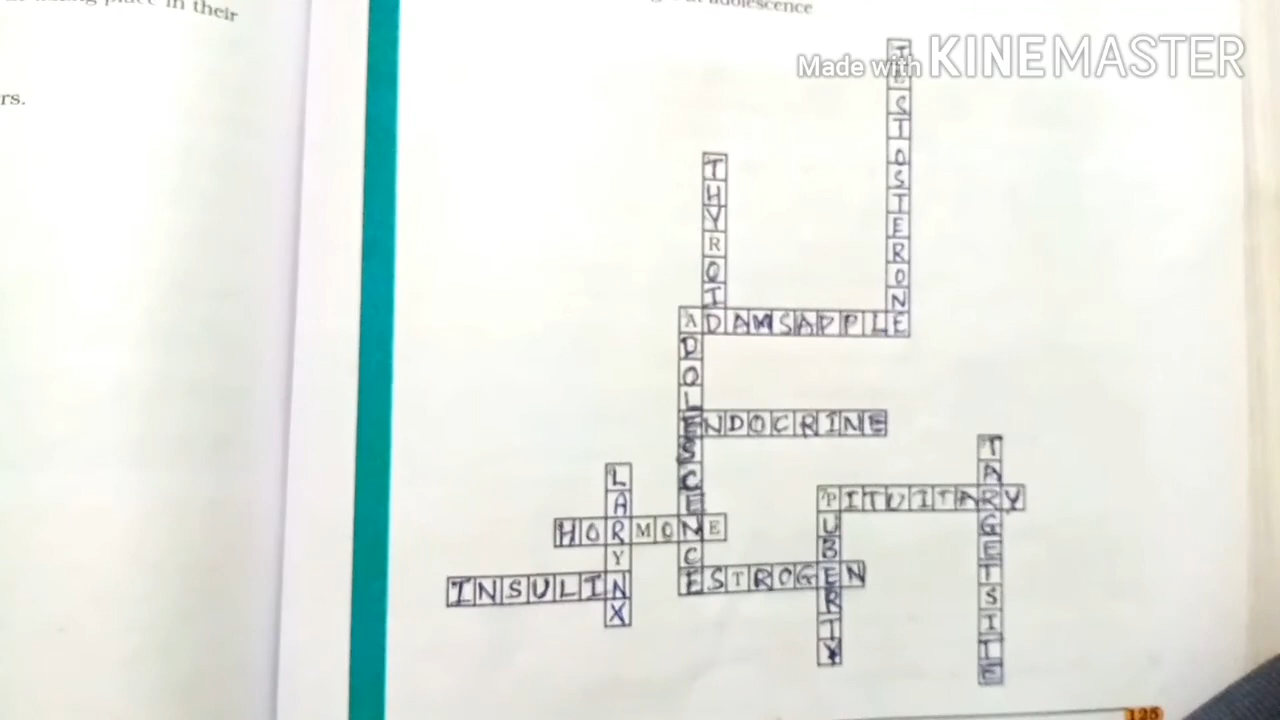 in their
adolescence
Made with KINEMASTER
rs.
TESTOSTERONE
THYROID
ADAMSAPPLE
ADOLESCENCE
ENDOCRINE
TARGETSITE
LARYNX
PITUITARY
PUBERTY
HORMONE
ESTROGEN
INSULIN
125